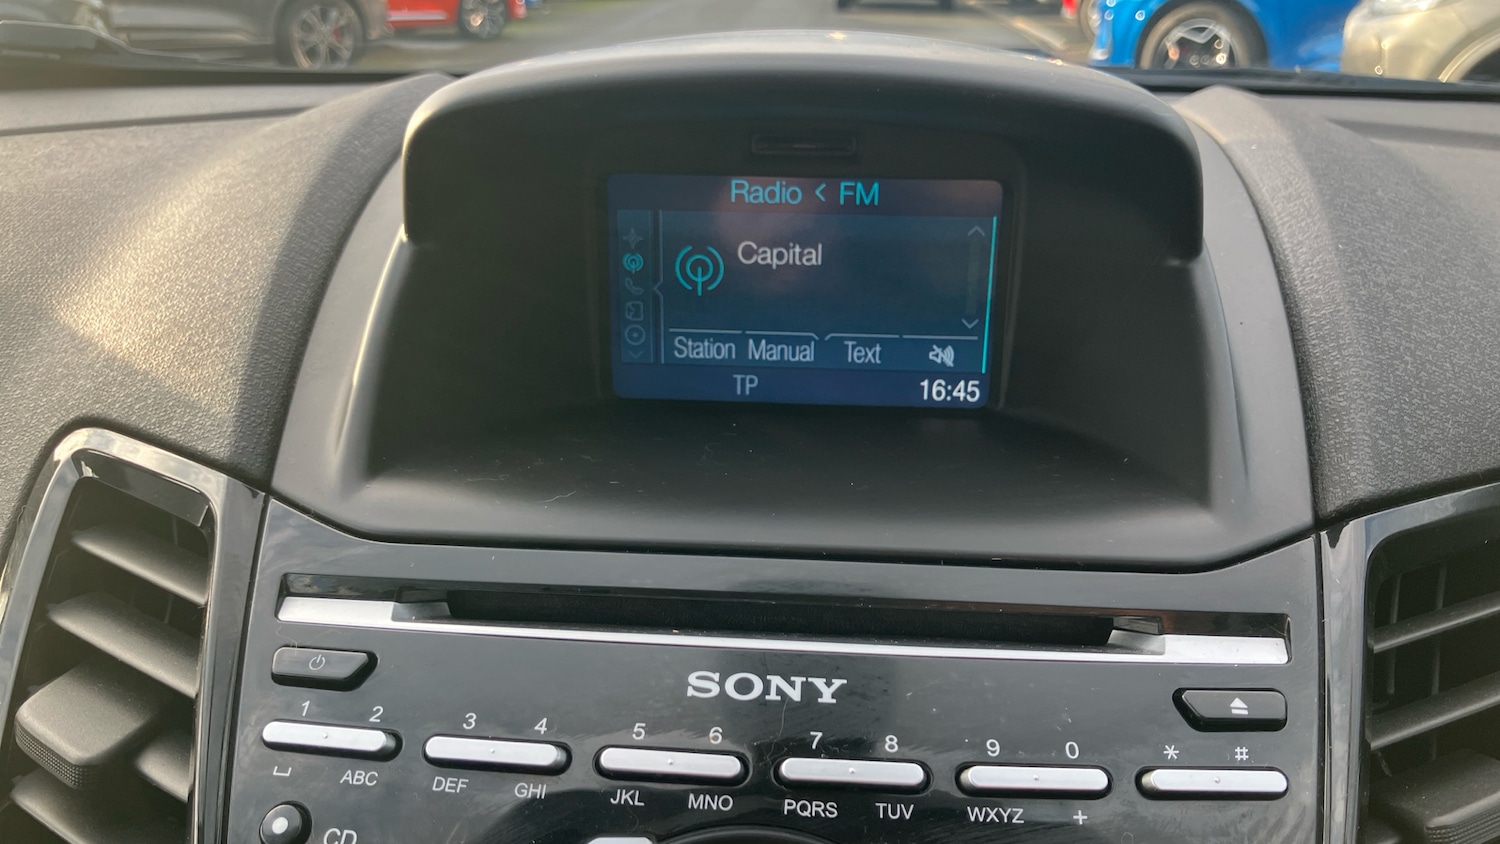 Radio < FM
Capital
Station Manual Text
TP 16:45
SONY
1 2 3 4 5 6 7 8 9 0 * #
ABC DEF GHI JKL MNO PQRS TUV WXYZ +
CD